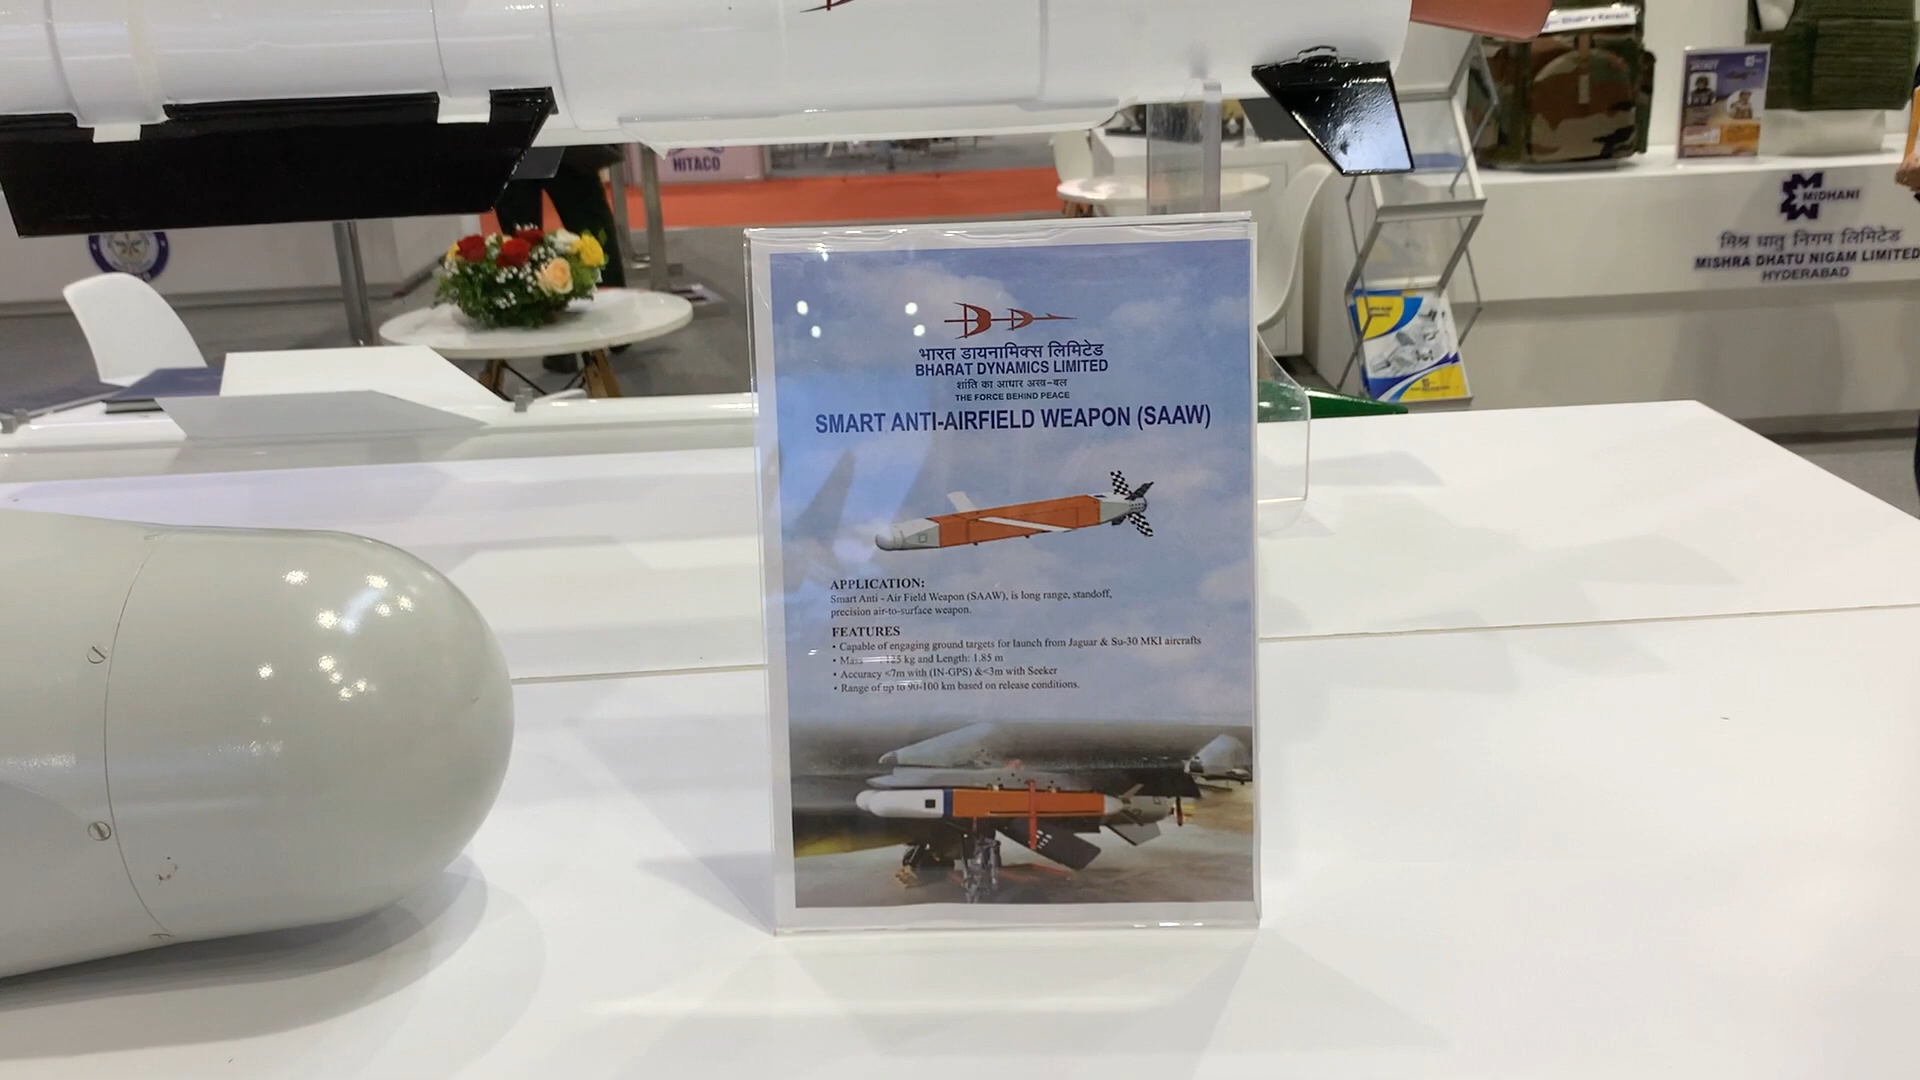 HITACO
MIDHANI
मिश्र धातु निगम लिमिटेड
MISHRA DHATU NIGAM LIMITED
HYDERABAD
भारत डायनामिक्स लिमिटेड
BHARAT DYNAMICS LIMITED
शांति का आधार अस्त्र-बल
THE FORCE BEHIND PEACE
SMART ANTI-AIRFIELD WEAPON (SAAW)
APPLICATION:
Smart Anti - Air Field Weapon (SAAW), is long range, standoff,
precision air-to-surface weapon.
FEATURES
• Capable of engaging ground targets for launch from Jaguar & Su-30 MKI aircrafts
• Mass 125 kg and Length: 1.85 m
• Accuracy <7m with (IN-GPS) &<3m with Seeker
• Range of up to 90-100 km based on release conditions.